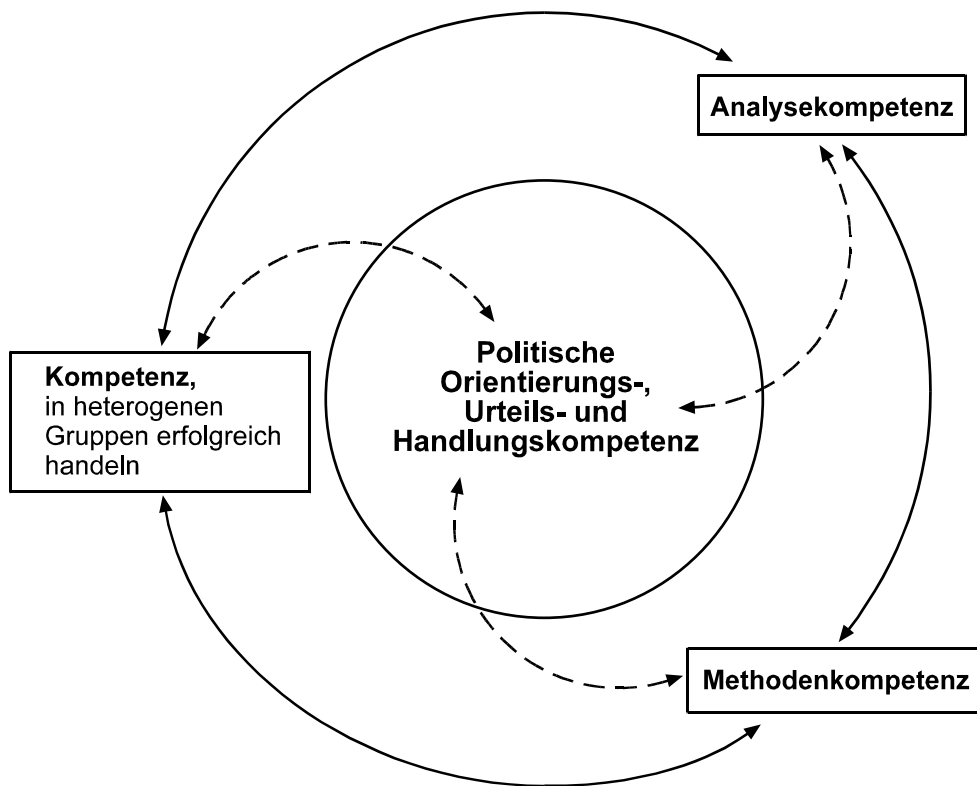 Analysekompetenz
Politische
Orientierungs-,
Urteils- und
Handlungskompetenz
Kompetenz,
in heterogenen
Gruppen erfolgreich
handeln
Methodenkompetenz